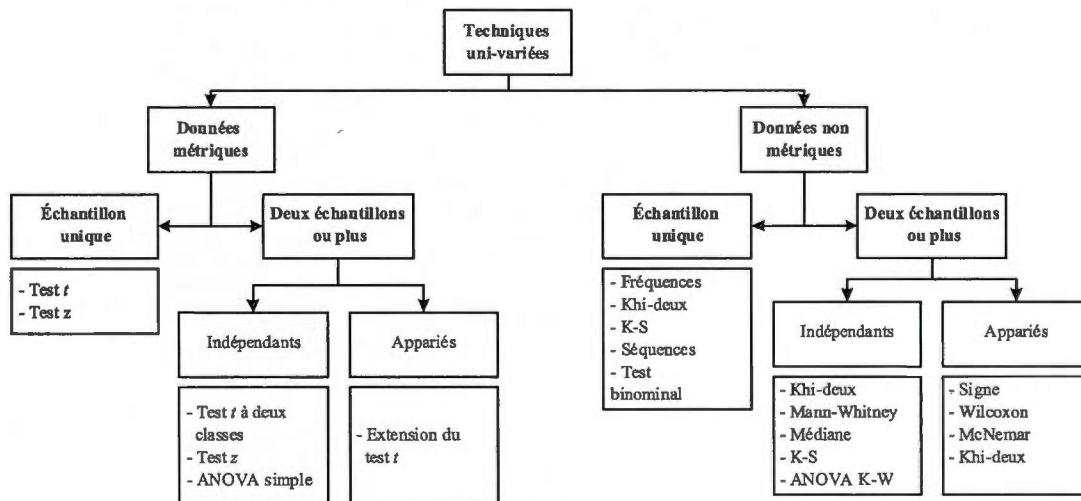 Techniques
uni-variées
Données
métriques
Données non
métriques
Échantillon
unique
Deux échantillons
ou plus
Échantillon
unique
Deux échantillons
ou plus
- Test t
- Test z
- Fréquences
- Khi-deux
- K-S
- Séquences
- Test
binominal
Indépendants
Appariés
Indépendants
Appariés
- Test t à deux
classes
- Test z
- ANOVA simple
- Extension du
test t
- Khi-deux
- Mann-Whitney
- Médiane
- K-S
- ANOVA K-W
- Signe
- Wilcoxon
- McNemar
- Khi-deux